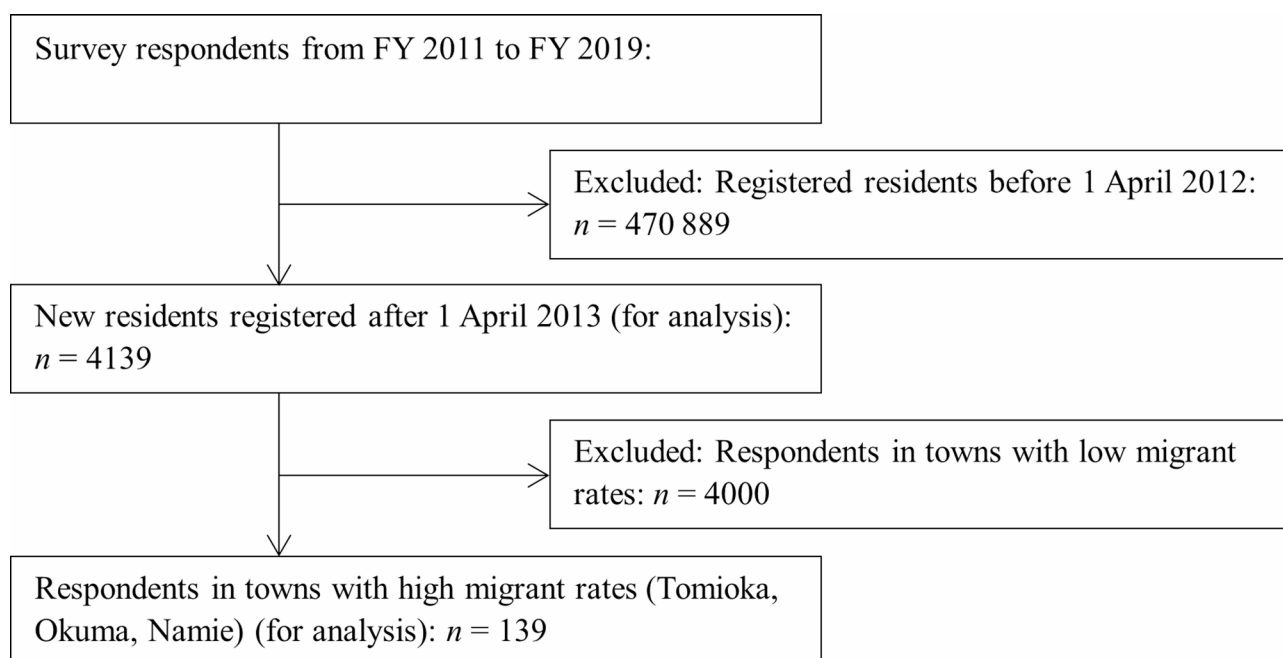 Survey respondents from FY 2011 to FY 2019:
Excluded: Registered residents before 1 April 2012:
n = 470 889
New residents registered after 1 April 2013 (for analysis):
n = 4139
Excluded: Respondents in towns with low migrant
rates: n = 4000
Respondents in towns with high migrant rates (Tomioka,
Okuma, Namie) (for analysis): n = 139